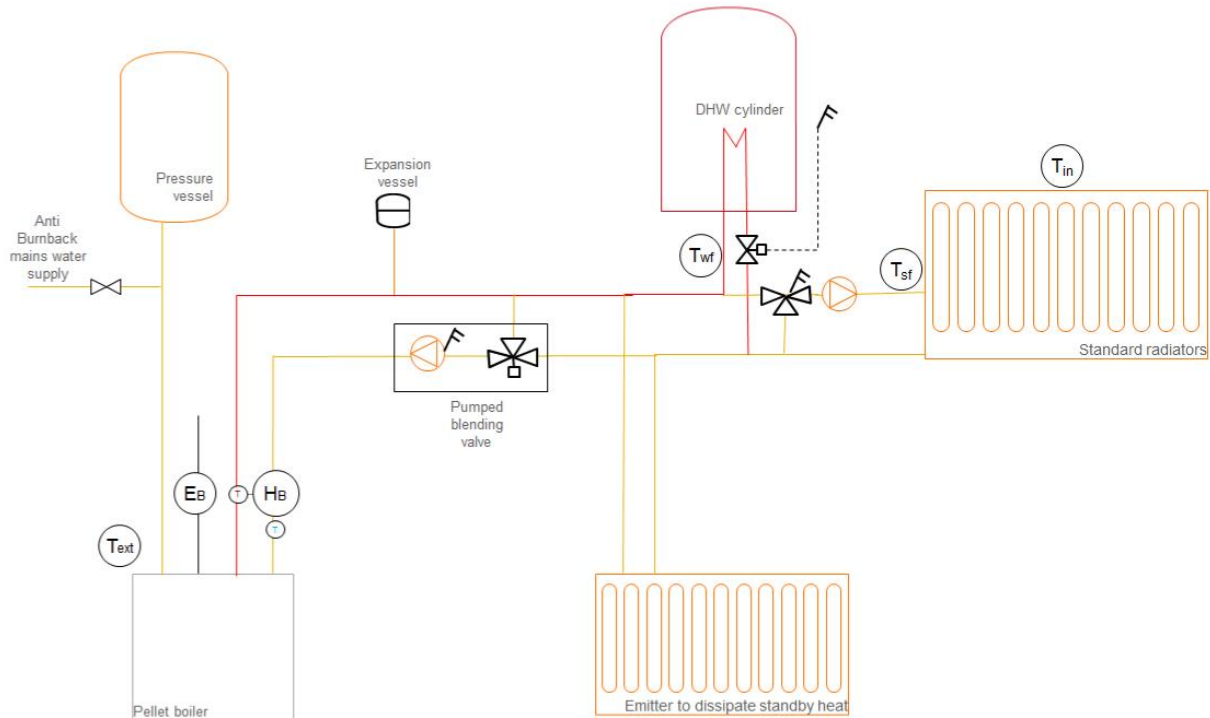 DHW cylinder
Expansion
vessel
Pressure
vessel
Anti
Burnback
mains water
supply
Tin
Twf
Tsf
Standard radiators
Pumped
blending
valve
EB
T
HB
T
Text
Pellet boiler
Emitter to dissipate standby heat